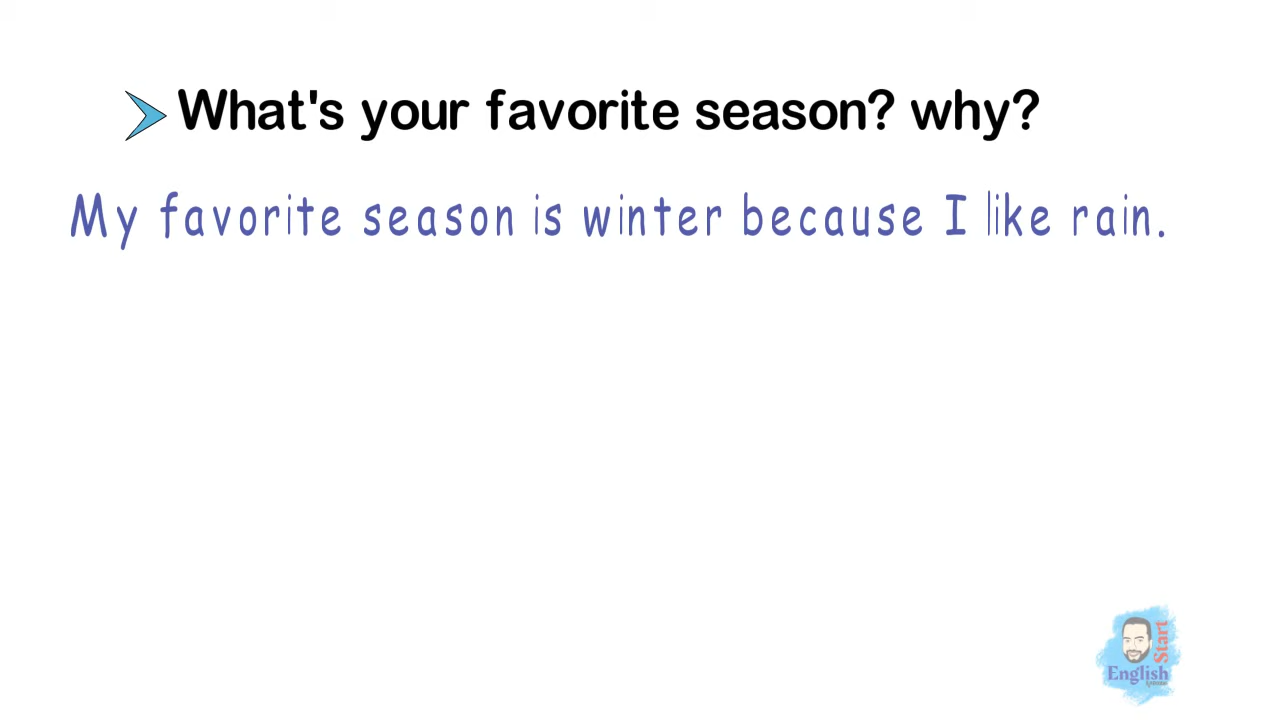 What's your favorite season? why?
My favorite season is winter because I like rain.
Start
English